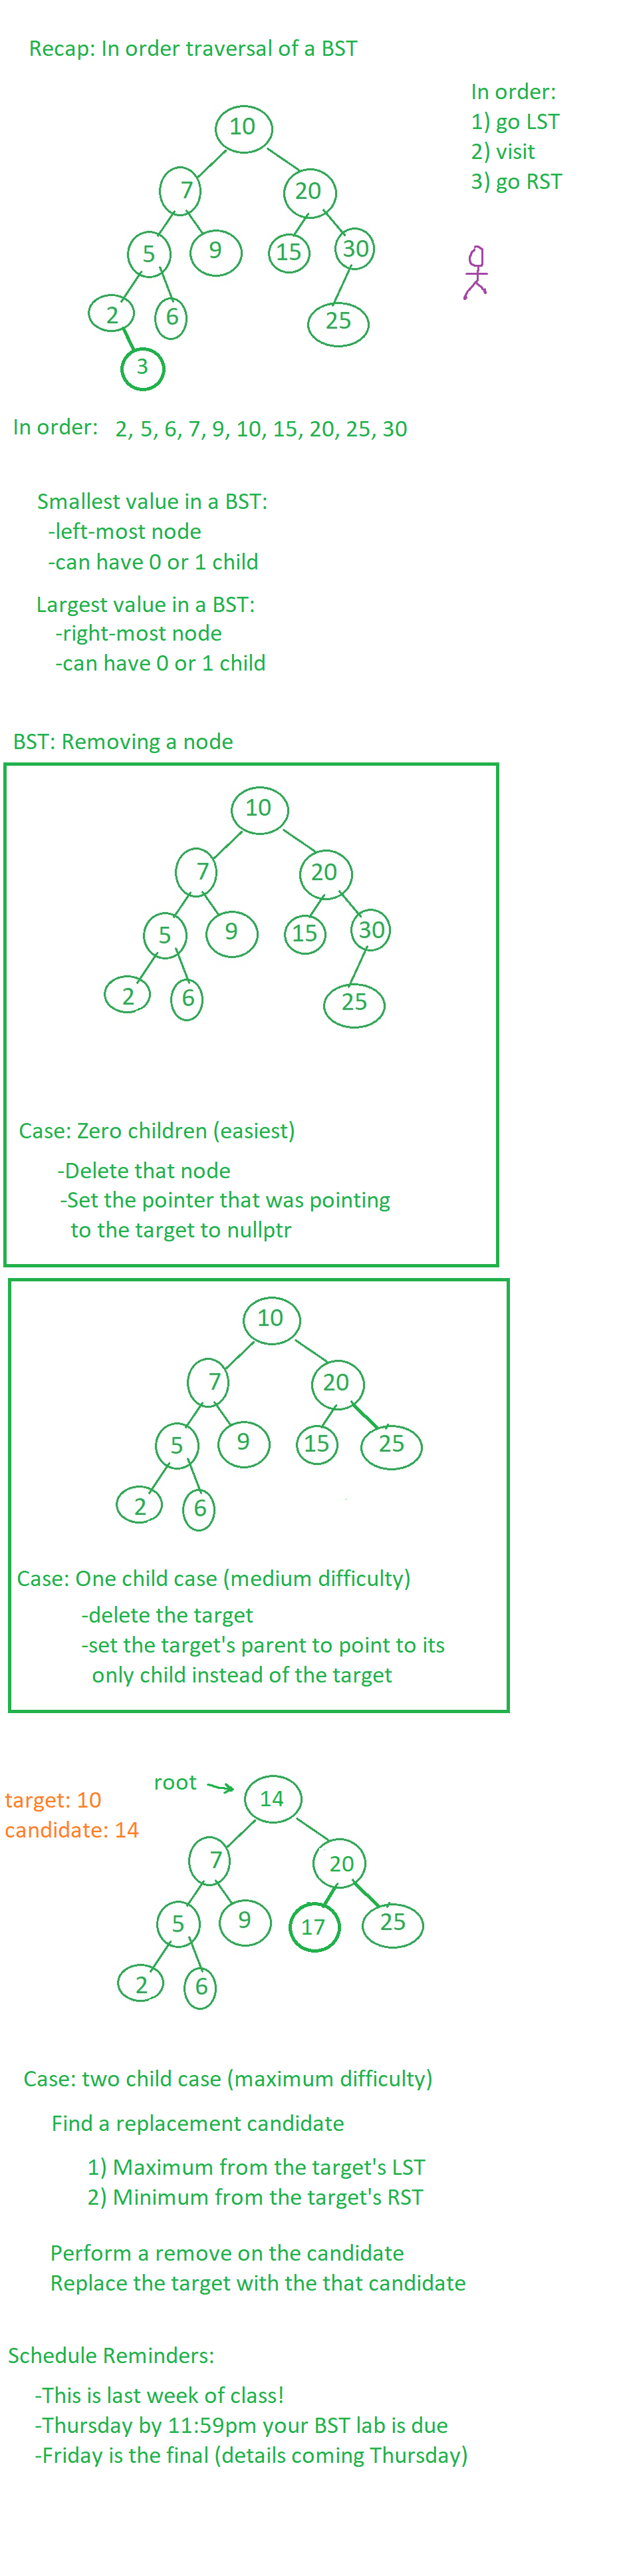 Recap: In order traversal of a BST
In order:
1) go LST
2) visit
3) go RST
10
7
20
5
9
15
30
2
6
25
3
In order: 2, 5, 6, 7, 9, 10, 15, 20, 25, 30
Smallest value in a BST:
-left-most node
-can have 0 or 1 child
Largest value in a BST:
-right-most node
-can have 0 or 1 child
BST: Removing a node
10
7
20
5
9
15
30
2
6
25
Case: Zero children (easiest)
-Delete that node
-Set the pointer that was pointing
to the target to nullptr
10
7
20
5
9
15
25
2
6
Case: One child case (medium difficulty)
-delete the target
-set the target's parent to point to its
only child instead of the target
root
14
target: 10
candidate: 14
7
20
5
9
17
25
2
6
Case: two child case (maximum difficulty)
Find a replacement candidate
1) Maximum from the target's LST
2) Minimum from the target's RST
Perform a remove on the candidate
Replace the target with the that candidate
Schedule Reminders:
-This is last week of class!
-Thursday by 11:59pm your BST lab is due
-Friday is the final (details coming Thursday)